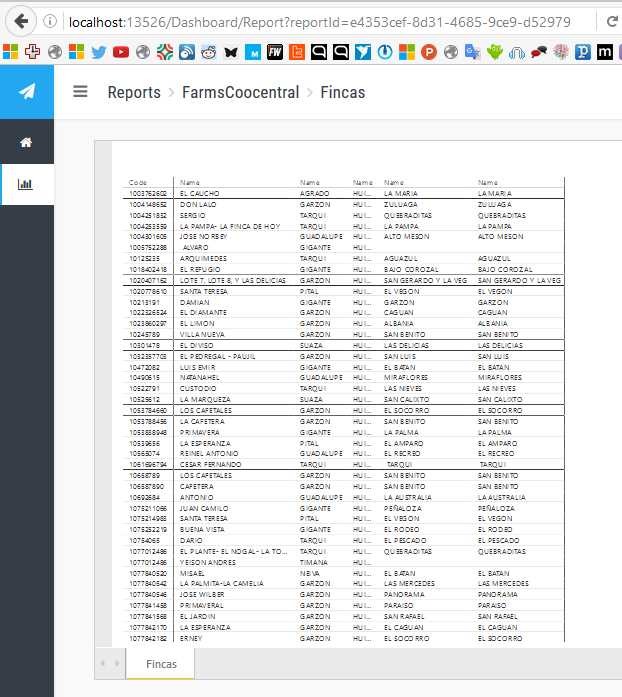 localhost:13526/Dashboard/Report?reportId=e4353cef-8d31-4685-9ce9-d52979
Reports > FarmsCoocentral > Fincas
Code Name Name Name Name Name
1003762602 EL CAUCHO AGRADO HUI... LA MARIA LA MARIA
1004148652 DON LALO GARZON HUI... ZULUAGA ZULUAGA
1004251832 SERGIO TARQUI HUI... QUEBRADITAS QUEBRADITAS
1004253559 LA PAMPA- LA FINCA DE HOY TARQUI HUI... LA PAMPA LA PAMPA
1004301605 JOSE NORBEY GUADALUPE HUI... ALTO MESON ALTO MESON
1005752288 ALVARO GIGANTE HUI...
10125235 ARQUIMEDES TARQUI HUI... AGUAZUL AGUAZUL
1018402418 EL REFUGIO GIGANTE HUI... BAJO COROZAL BAJO COROZAL
1020407162 LOTE 7, LOTE 8, Y LAS DELICIAS GARZON HUI... SAN GERARDO Y LA VEG SAN GERARDO Y LA VEG
1020778610 SANTA TERESA PITAL HUI... EL VEGON EL VEGON
10213191 DAMIAN GIGANTE HUI... GARZON GARZON
1022326524 EL DIAMANTE GARZON HUI... CAGUAN CAGUAN
1023860297 EL LIMON GARZON HUI... ALBANIA ALBANIA
10245789 VILLA NUEVA GARZON HUI... SAN BENITO SAN BENITO
10301478 EL DIVISO SUAZA HUI... LAS DELICIAS LAS DELICIAS
1032357703 EL PEDREGAL - PAUJIL GARZON HUI... SAN LUIS SAN LUIS
10472082 LUIS EMIR GIGANTE HUI... EL BATAN EL BATAN
10490615 NATANAHEL GUADALUPE HUI... MIRAFLORES MIRAFLORES
10522791 CUSTODIO TARQUI HUI... LAS NIEVES LAS NIEVES
10525612 LA MARQUEZA SUAZA HUI... SAN CALIXTO SAN CALIXTO
1053784660 LOS CAFETALES GARZON HUI... EL SOCORRO EL SOCORRO
1053788456 LA CAFETERA GARZON HUI... SAN BENITO SAN BENITO
1053838948 PRIMAVERA GIGANTE HUI... LA PALMA LA PALMA
10539656 LA ESPERANZA PITAL HUI... EL AMPARO EL AMPARO
10565074 REINEL ANTONIO GUADALUPE HUI... EL RECREO EL RECREO
1061696794 CESAR FERNANDO TARQUI HUI... TARQUI TARQUI
10658789 LOS CAFETALES GARZON HUI... SAN BENITO SAN BENITO
106587890 CAFETERA GARZON HUI... SAN BENITO SAN BENITO
10692684 ANTONIO GUADALUPE HUI... LA AUSTRALIA LA AUSTRALIA
1075211066 JUAN CAMILO GIGANTE HUI... PEÑALOZA PEÑALOZA
1075214983 SANTA TERESA PITAL HUI... EL VEGON EL VEGON
1075252219 BUENA VISTA GIGANTE HUI... EL RODEO EL RODEO
10754065 DARIO TARQUI HUI... EL PESCADO EL PESCADO
1077012486 EL PLANTE- EL NOGAL- LA TO... TARQUI HUI... QUEBRADITAS QUEBRADITAS
1077012486 YEISON ANDRES TIMANA HUI...
1077840520 MISAEL NEIVA HUI... EL BATAN EL BATAN
1077840542 LA PALMITA-LA CAMELIA GARZON HUI... LAS MERCEDES LAS MERCEDES
1077840546 JOSE WILBER GARZON HUI... PANORAMA PANORAMA
1077841458 PRIMAVERAL GARZON HUI... PARAISO PARAISO
1077841568 EL JARDIN GARZON HUI... SAN RAFAEL SAN RAFAEL
1077842170 LA ESPERANZA GARZON HUI... EL CAGUAN EL CAGUAN
1077842182 ERNEY GARZON HUI... EL SOCORRO EL SOCORRO
Fincas